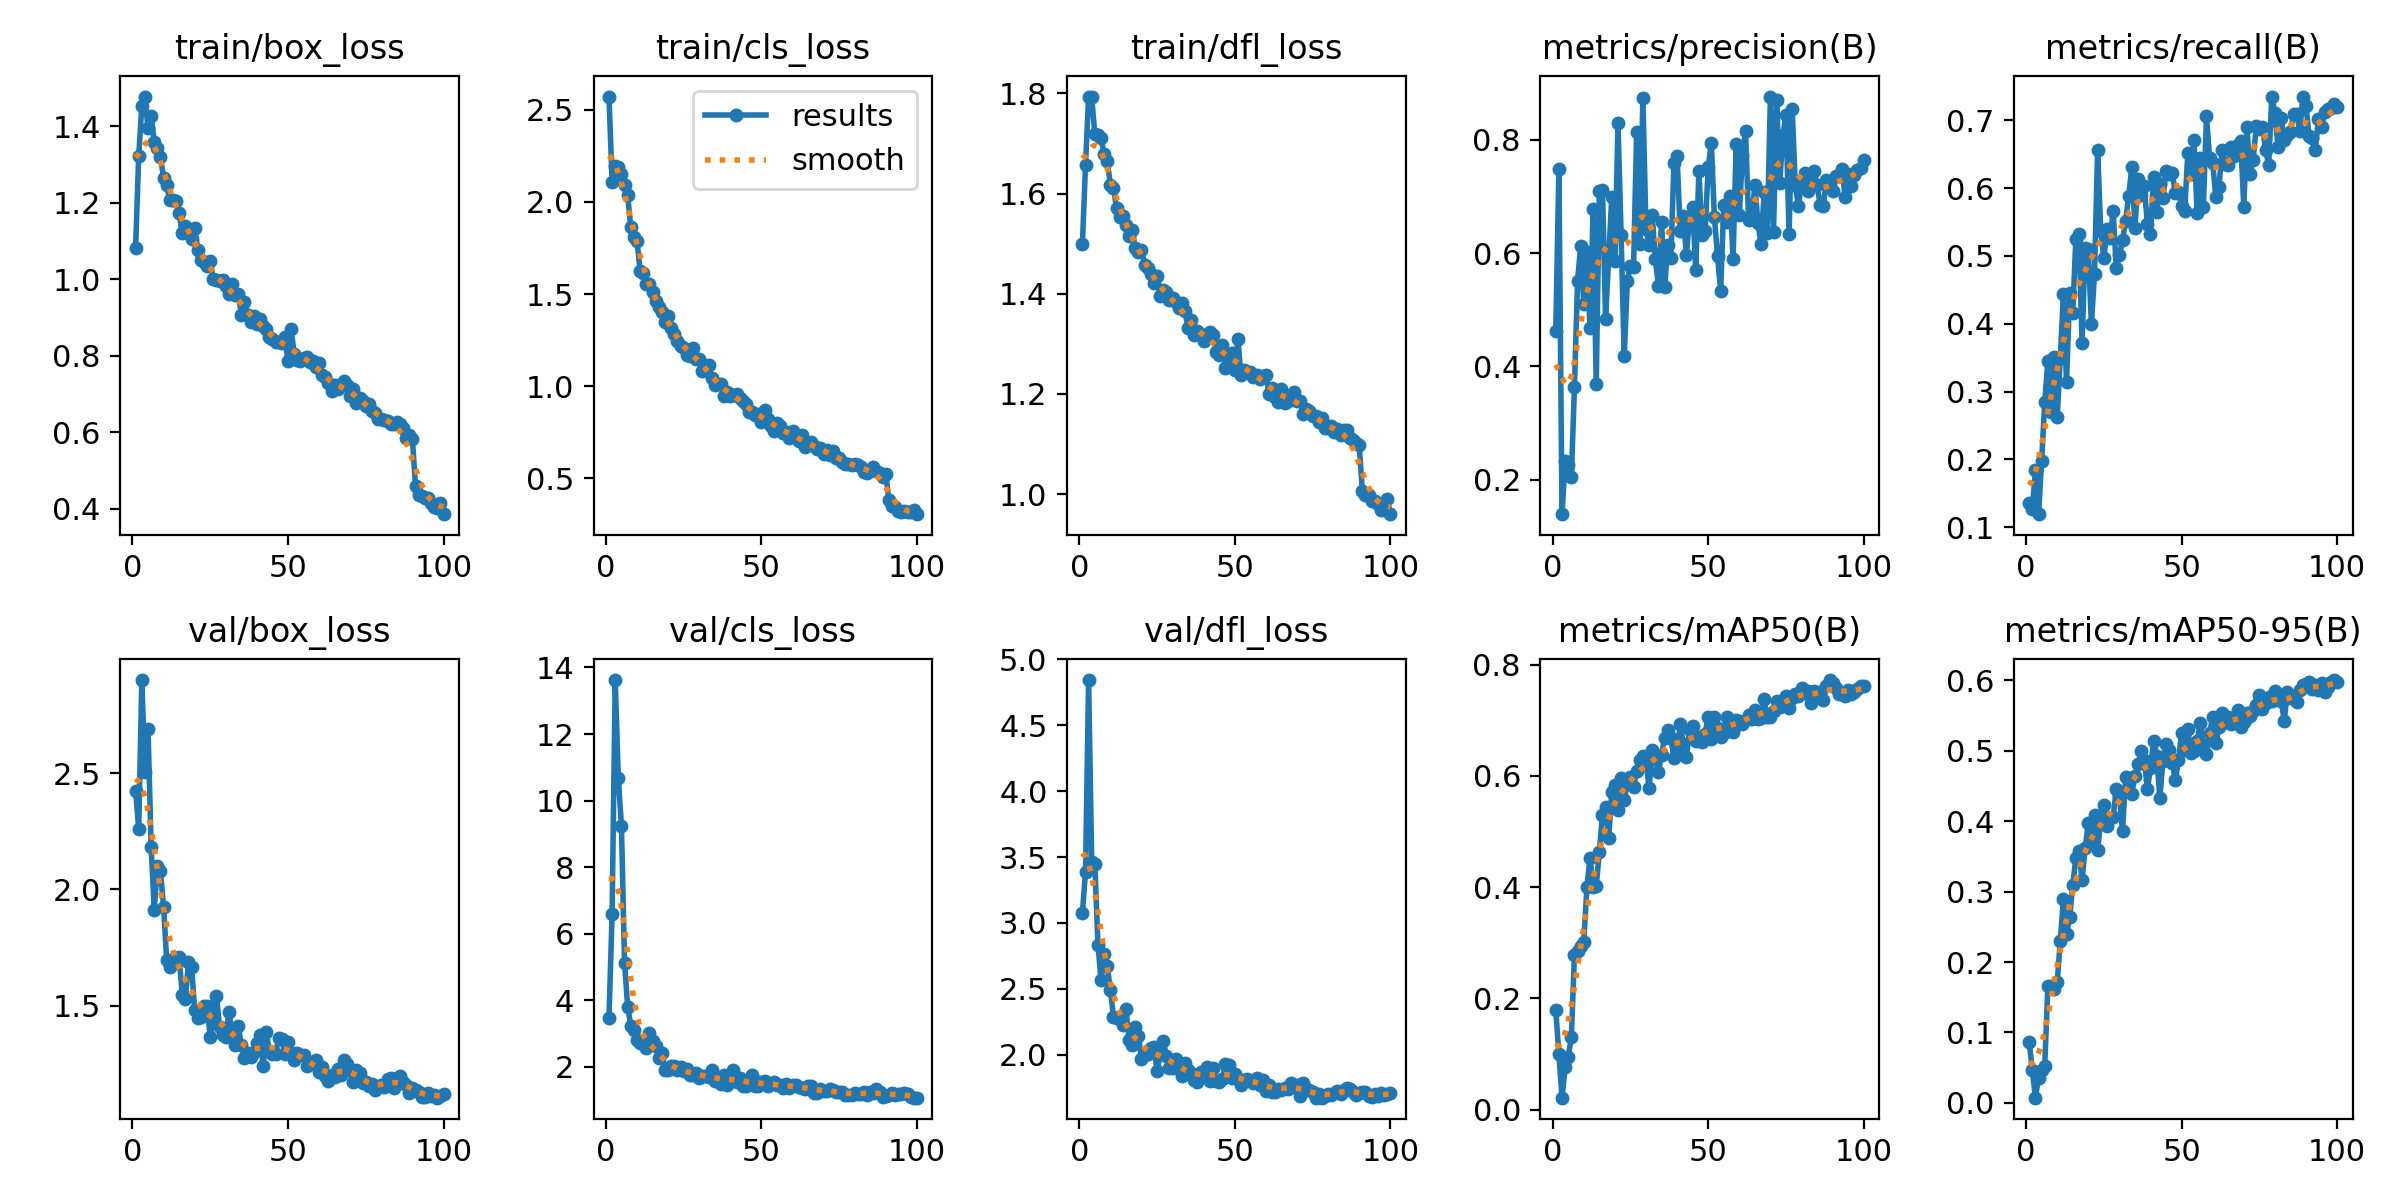 train/box_loss
train/cls_loss
train/dfl_loss
metrics/precision(B)
metrics/recall(B)
results
smooth
1.4
1.2
1.0
0.8
0.6
0.4
0 50 100
2.5
2.0
1.5
1.0
0.5
0 50 100
1.8
1.6
1.4
1.2
1.0
0 50 100
0.8
0.6
0.4
0.2
0 50 100
0.7
0.6
0.5
0.4
0.3
0.2
0.1
0 50 100
val/box_loss
val/cls_loss
val/dfl_loss
metrics/mAP50(B)
metrics/mAP50-95(B)
2.5
2.0
1.5
0 50 100
14
12
10
8
6
4
2
0 50 100
5.0
4.5
4.0
3.5
3.0
2.5
2.0
0 50 100
0.8
0.6
0.4
0.2
0.0
0 50 100
0.6
0.5
0.4
0.3
0.2
0.1
0.0
0 50 100